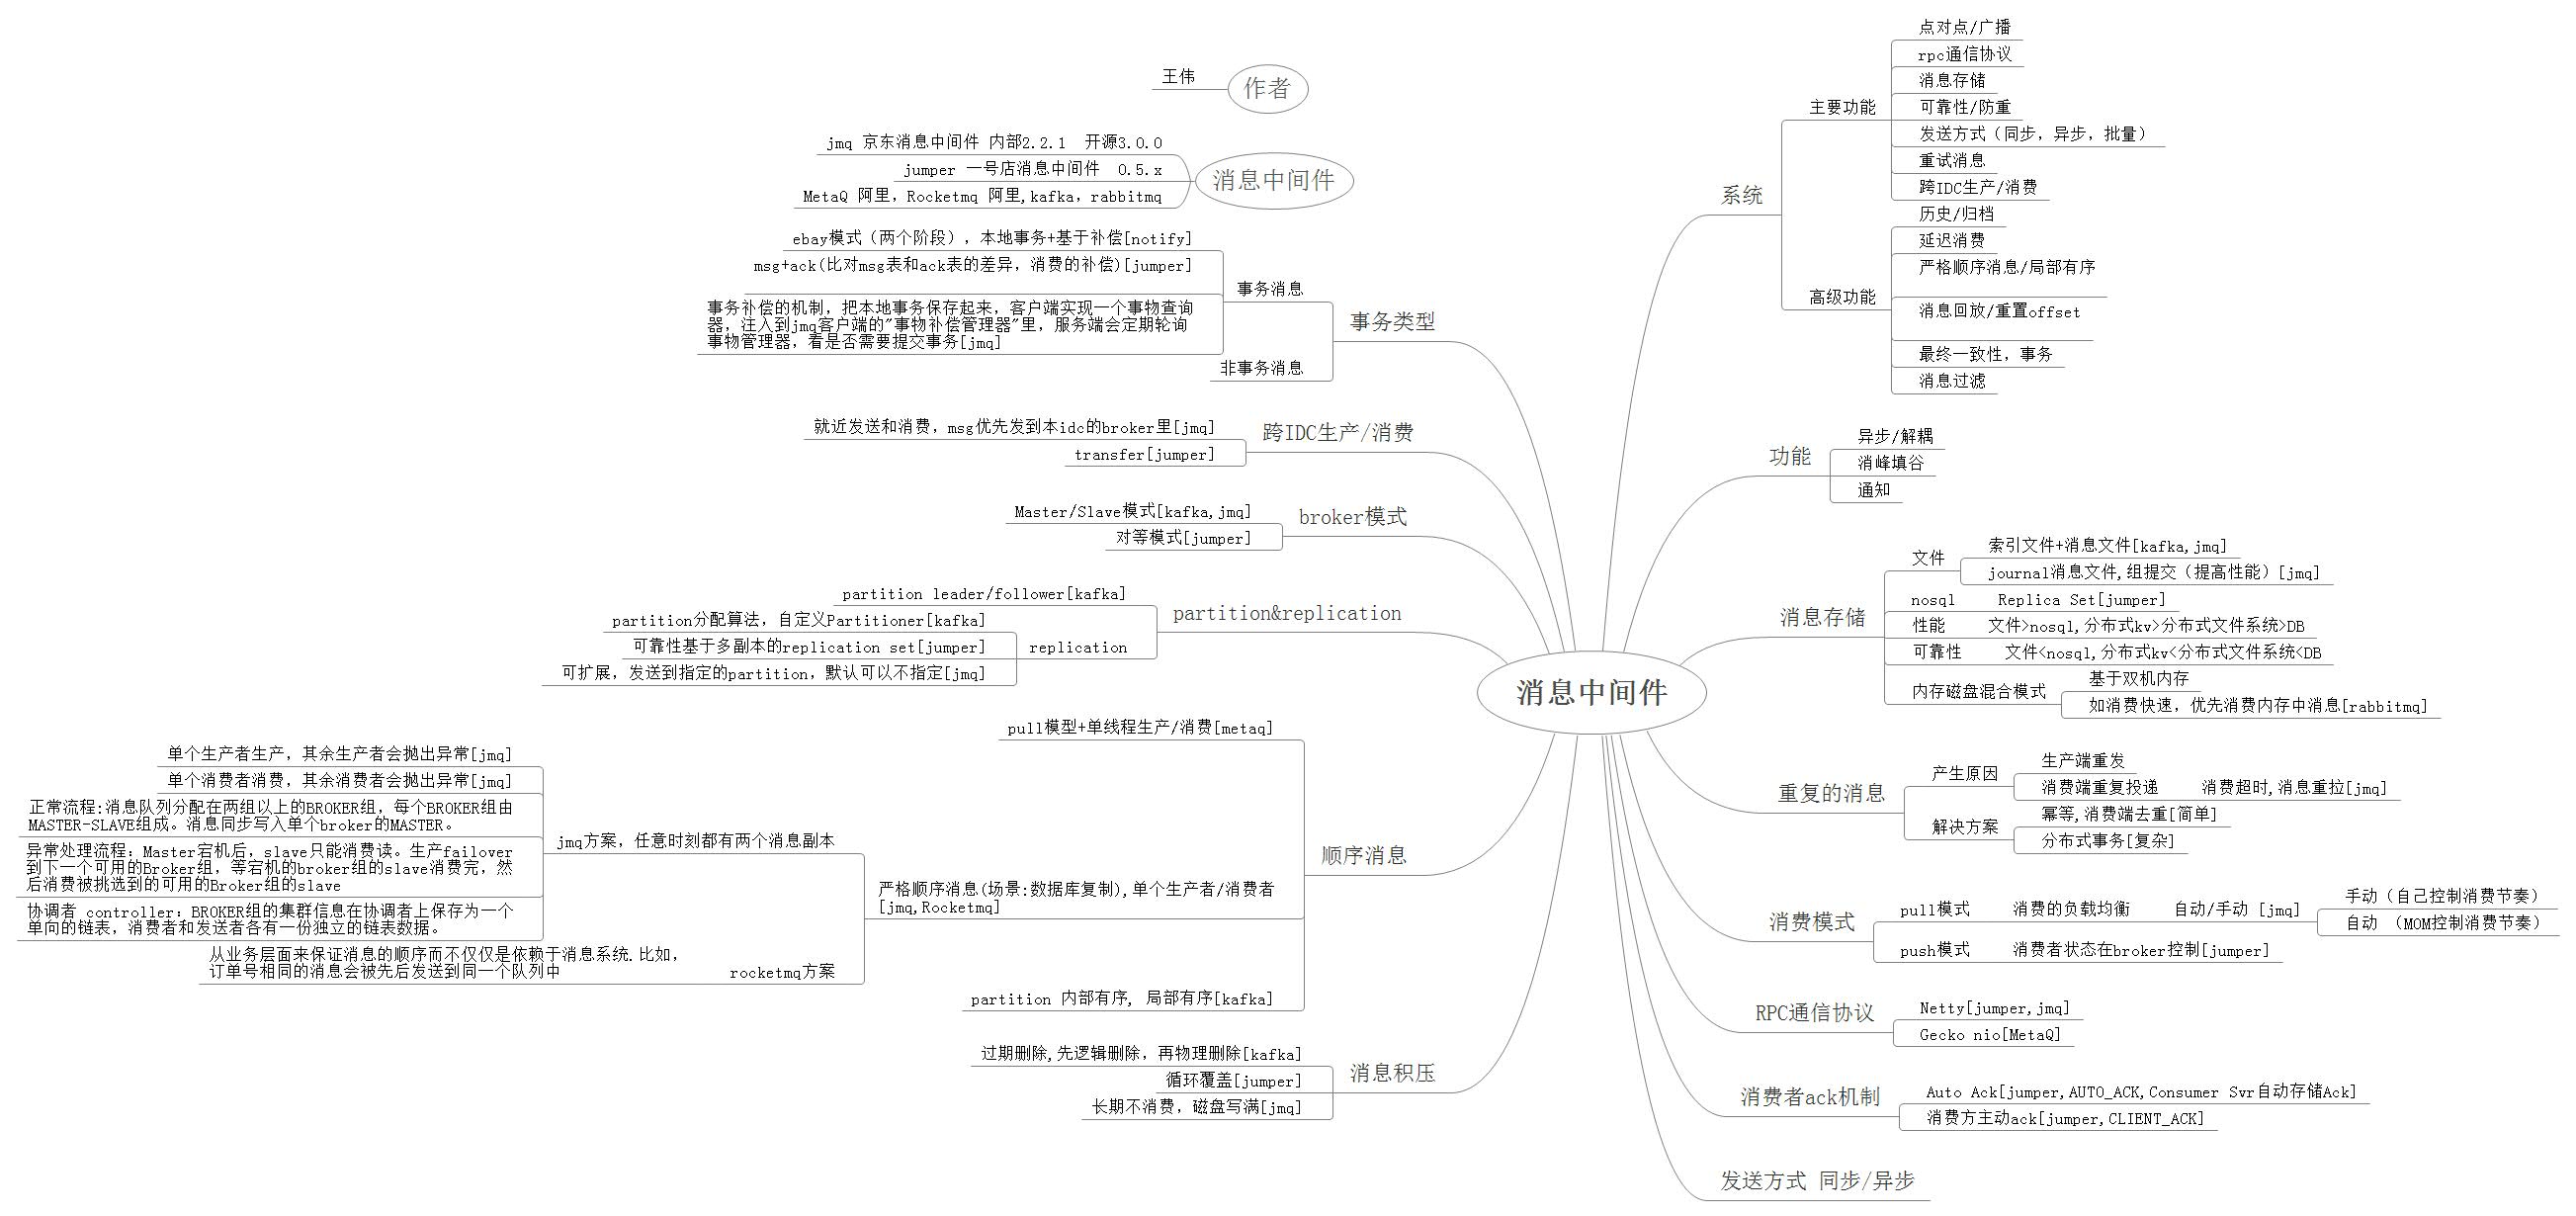 作者
王伟
消息中间件
jmq 京东消息中间件 内部2.2.1  开源3.0.0
jumper 一号店消息中间件  0.5.x
MetaQ 阿里，Rocketmq 阿里,kafka，rabbitmq
消息中间件
系统
主要功能
点对点/广播
rpc通信协议
消息存储
可靠性/防重
发送方式（同步，异步，批量）
重试消息
跨IDC生产/消费
高级功能
历史/归档
延迟消费
严格顺序消息/局部有序
消息回放/重置offset
最终一致性，事务
消息过滤
功能
异步/解耦
消峰填谷
通知
消息存储
文件
索引文件+消息文件[kafka,jmq]
journal消息文件,组提交（提高性能）[jmq]
nosql
Replica Set[jumper]
性能
文件>nosql,分布式kv>分布式文件系统>DB
可靠性
文件<nosql,分布式kv<分布式文件系统<DB
内存磁盘混合模式
基于双机内存
如消费快速，优先消费内存中消息[rabbitmq]
重复的消息
产生原因
生产端重发
消费端重复投递
消费超时,消息重拉[jmq]
解决方案
幂等,消费端去重[简单]
分布式事务[复杂]
消费模式
pull模式
消费的负载均衡
自动/手动 [jmq]
手动（自己控制消费节奏）
自动 （MOM控制消费节奏）
push模式
消费者状态在broker控制[jumper]
RPC通信协议
Netty[jumper,jmq]
Gecko nio[MetaQ]
消费者ack机制
Auto Ack[jumper,AUTO_ACK,Consumer Svr自动存储Ack]
消费方主动ack[jumper,CLIENT_ACK]
发送方式 同步/异步
事务类型
事务消息
ebay模式（两个阶段），本地事务+基于补偿[notify]
msg+ack(比对msg表和ack表的差异，消费的补偿)[jumper]
事务补偿的机制，把本地事务保存起来，客户端实现一个事物查询
器，注入到jmq客户端的"事物补偿管理器"里，服务端会定期轮询
事物管理器，看是否需要提交事务[jmq]
非事务消息
跨IDC生产/消费
就近发送和消费，msg优先发到本idc的broker里[jmq]
transfer[jumper]
broker模式
Master/Slave模式[kafka,jmq]
对等模式[jumper]
partition&replication
partition leader/follower[kafka]
replication
partition分配算法，自定义Partitioner[kafka]
可靠性基于多副本的replication set[jumper]
可扩展，发送到指定的partition，默认可以不指定[jmq]
顺序消息
pull模型+单线程生产/消费[metaq]
严格顺序消息(场景:数据库复制),单个生产者/消费者
[jmq,Rocketmq]
jmq方案，任意时刻都有两个消息副本
单个生产者生产，其余生产者会抛出异常[jmq]
单个消费者消费，其余消费者会抛出异常[jmq]
正常流程:消息队列分配在两组以上的BROKER组，每个BROKER组由
MASTER-SLAVE组成。消息同步写入单个broker的MASTER。
异常处理流程：Master宕机后，slave只能消费读。生产failover
到下一个可用的Broker组，等宕机的broker组的slave消费完，然
后消费被挑选到的可用的Broker组的slave
协调者 controller：BROKER组的集群信息在协调者上保存为一个
单向的链表，消费者和发送者各有一份独立的链表数据。
rocketmq方案
从业务层面来保证消息的顺序而不仅仅是依赖于消息系统.比如，
订单号相同的消息会被先后发送到同一个队列中
partition 内部有序, 局部有序[kafka]
消息积压
过期删除,先逻辑删除，再物理删除[kafka]
循环覆盖[jumper]
长期不消费，磁盘写满[jmq]